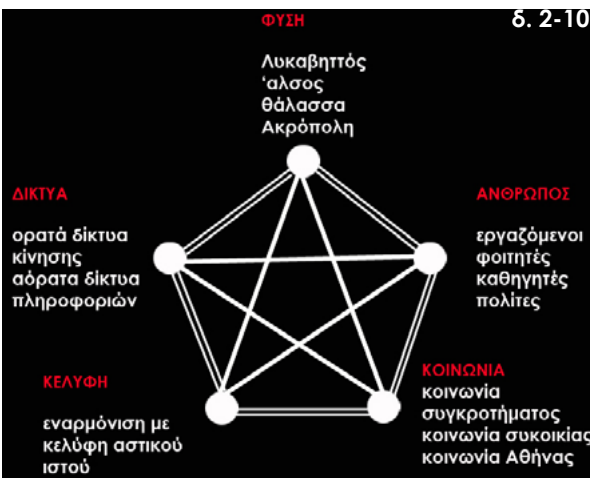 δ. 2-10
ΦΥΣΗ
Λυκαβηττός
‘αλσος
θάλασσα
Ακρόπολη
ΔΙΚΤΥΑ
ορατά δίκτυα
κίνησης
αόρατα δίκτυα
πληροφοριών
ΑΝΘΡΩΠΟΣ
εργαζόμενοι
φοιτητές
καθηγητές
πολίτες
ΚΕΛΥΦΗ
εναρμόνιση με
κελύφη αστικού
ιστού
ΚΟΙΝΩΝΙΑ
κοινωνία
συγκροτήματος
κοινωνία συκοικίας
κοινωνία Αθήνας